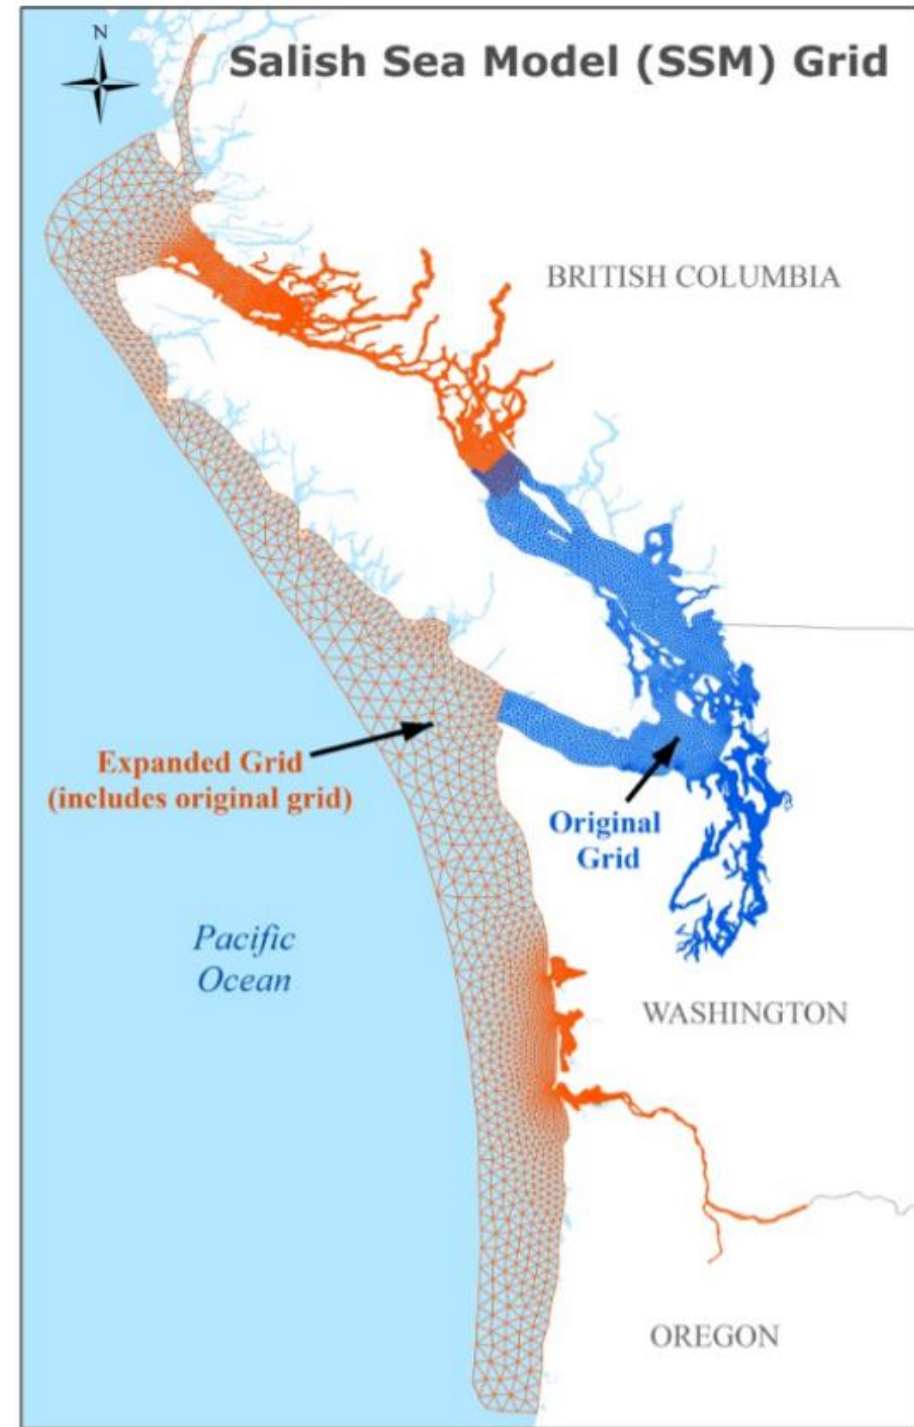 N
Salish Sea Model (SSM) Grid
BRITISH COLUMBIA
Expanded Grid
(includes original grid)
Original
Grid
Pacific
Ocean
WASHINGTON
OREGON